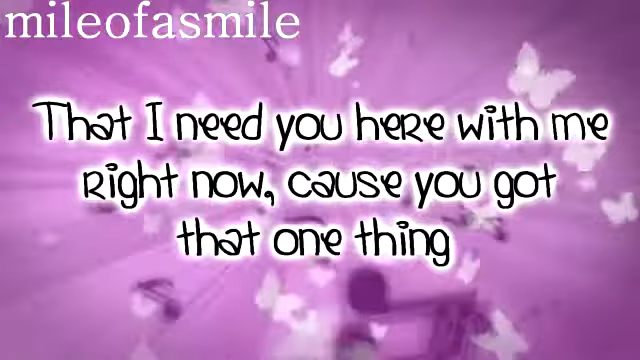 mileofasmile
That I need you here with me
right now, cause you got
that one thing